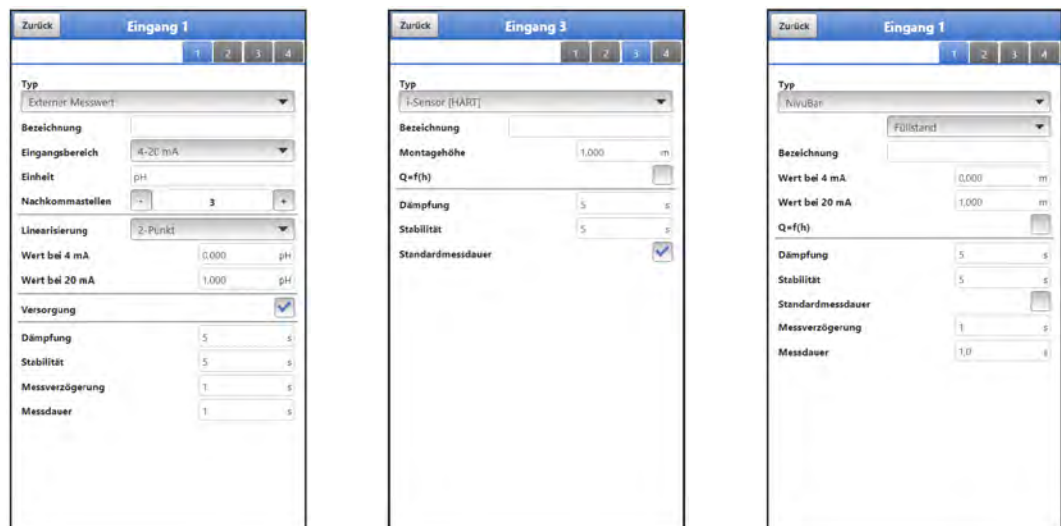 Zurück Eingang 1
1 2 3 4
Typ
Externer Messwert
Bezeichnung
Eingangsbereich 4-20 mA
Einheit pH
Nachkommastellen - 3 +
Linearisierung 2-Punkt
Wert bei 4 mA 0,000 pH
Wert bei 20 mA 1,000 pH
Versorgung
Dämpfung 5 s
Stabilität 5 s
Messverzögerung 1 s
Messdauer 1 s
Zurück Eingang 3
1 2 3 4
Typ
i-Sensor [HART]
Bezeichnung
Montagehöhe 1,000 m
Q=f(h)
Dämpfung 5 s
Stabilität 5 s
Standardmessdauer
Zurück Eingang 1
1 2 3 4
Typ
NivuBar
Füllstand
Bezeichnung
Wert bei 4 mA 0,000 m
Wert bei 20 mA 1,000 m
Q=f(h)
Dämpfung 5 s
Stabilität 5 s
Standardmessdauer
Messverzögerung 1 s
Messdauer 1,0 s